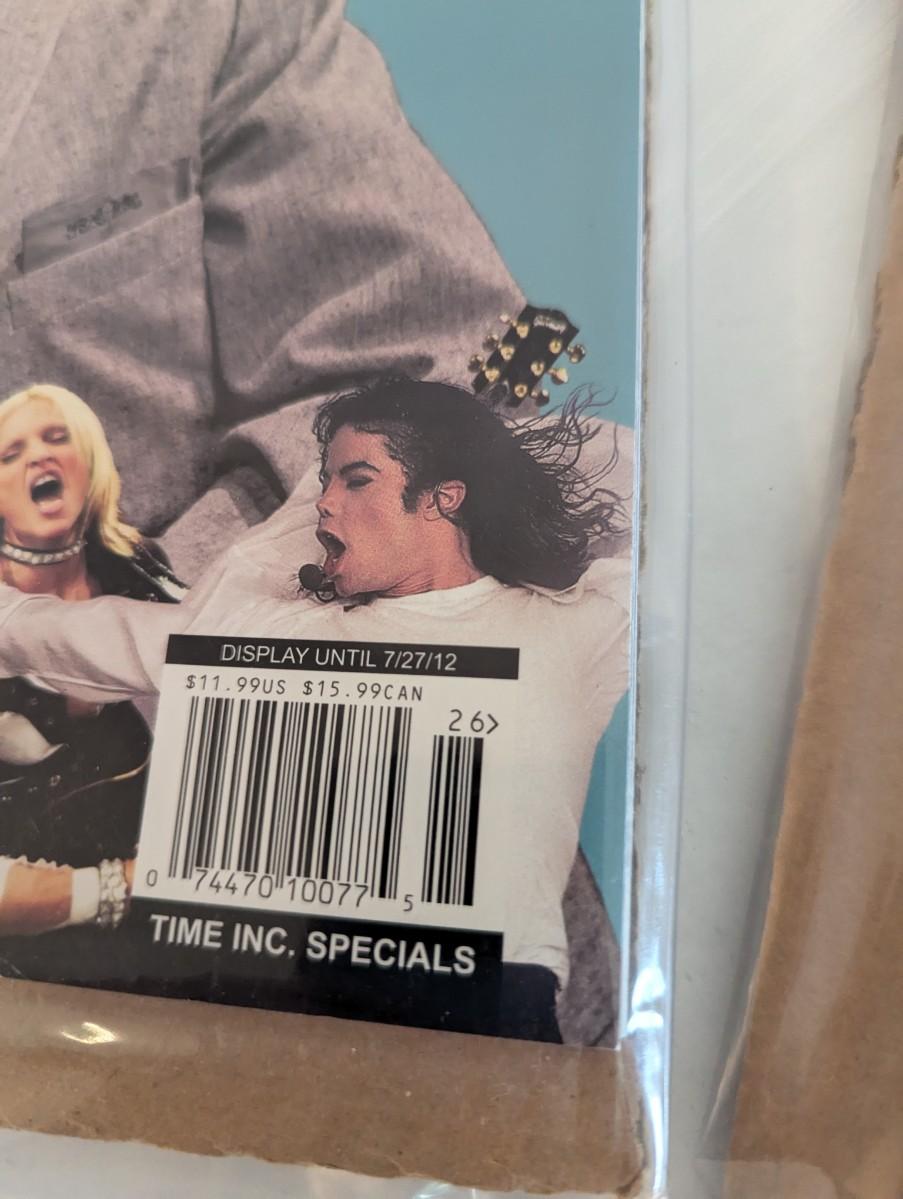 DISPLAY UNTIL 7/27/12
$11.99US $15.99CAN
26>
0 74470 10077 5
TIME INC. SPECIALS